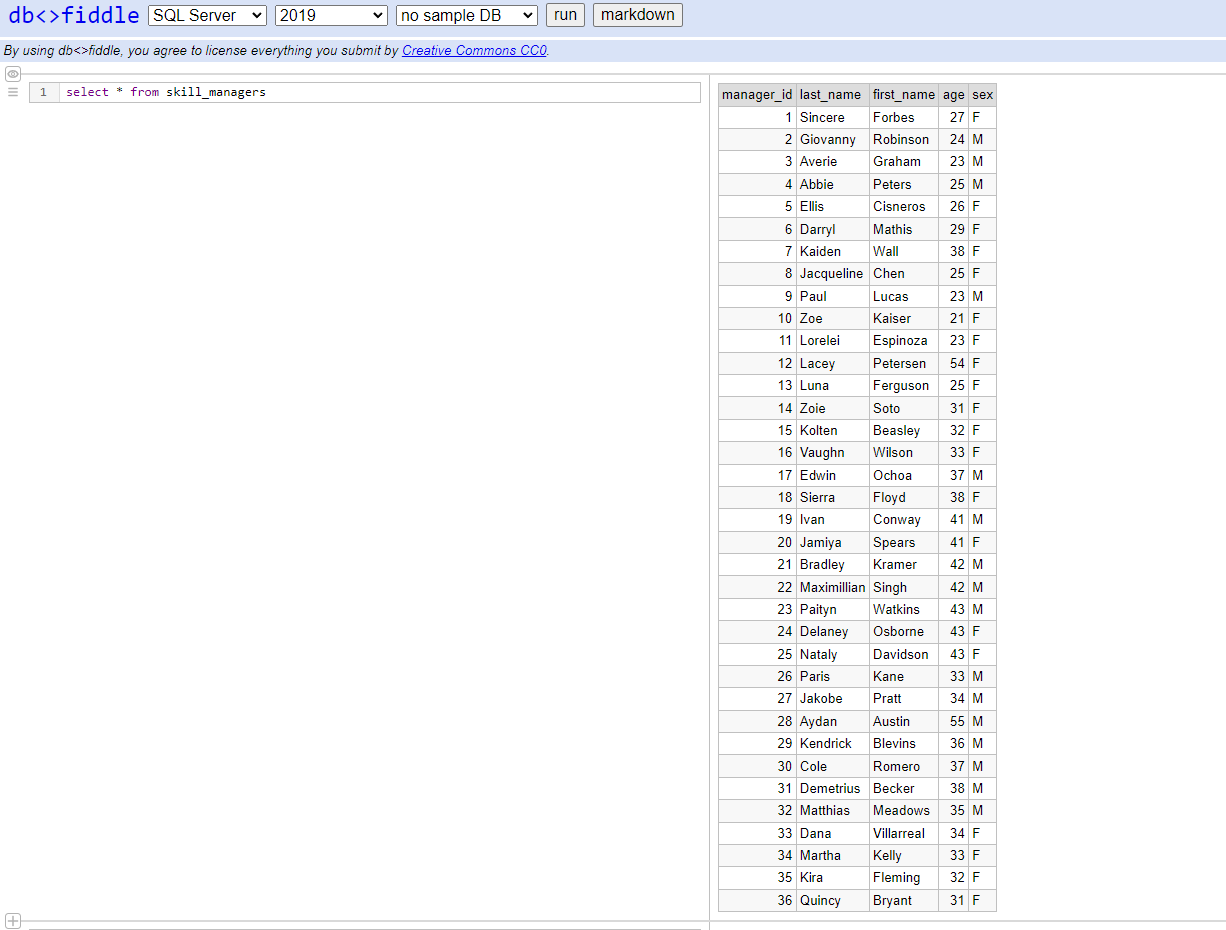 db<>fiddle SQL Server 2019 no sample DB run markdown
By using db<>fiddle, you agree to license everything you submit by Creative Commons CC0.
1 select * from skill_managers
manager_id last_name first_name age sex
1 Sincere Forbes 27 F
2 Giovanny Robinson 24 M
3 Averie Graham 23 M
4 Abbie Peters 25 M
5 Ellis Cisneros 26 F
6 Darryl Mathis 29 F
7 Kaiden Wall 38 F
8 Jacqueline Chen 25 F
9 Paul Lucas 23 M
10 Zoe Kaiser 21 F
11 Lorelei Espinoza 23 F
12 Lacey Petersen 54 F
13 Luna Ferguson 25 F
14 Zoie Soto 31 F
15 Kolten Beasley 32 F
16 Vaughn Wilson 33 F
17 Edwin Ochoa 37 M
18 Sierra Floyd 38 F
19 Ivan Conway 41 M
20 Jamiya Spears 41 F
21 Bradley Kramer 42 M
22 Maximillian Singh 42 M
23 Paityn Watkins 43 M
24 Delaney Osborne 43 F
25 Nataly Davidson 43 F
26 Paris Kane 33 M
27 Jakobe Pratt 34 M
28 Aydan Austin 55 M
29 Kendrick Blevins 36 M
30 Cole Romero 37 M
31 Demetrius Becker 38 M
32 Matthias Meadows 35 M
33 Dana Villarreal 34 F
34 Martha Kelly 33 F
35 Kira Fleming 32 F
36 Quincy Bryant 31 F